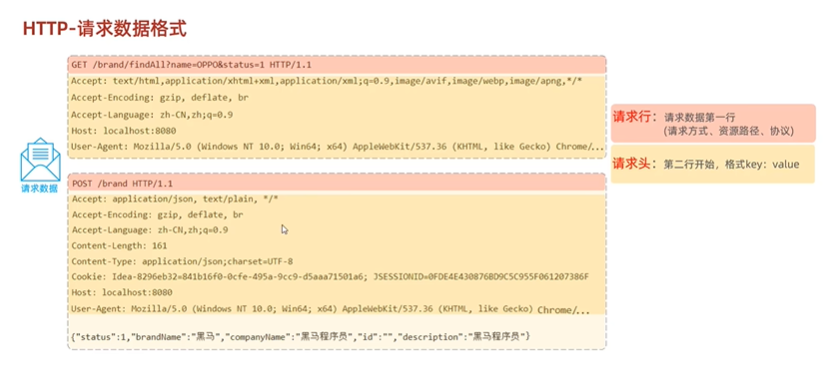 HTTP-请求数据格式
GET /brand/findAll?name=OPPO&status=1 HTTP/1.1
Accept: text/html,application/xhtml+xml,application/xml;q=0.9,image/avif,image/webp,image/apng,*/*
Accept-Encoding: gzip, deflate, br
Accept-Language: zh-CN,zh;q=0.9
Host: localhost:8080
User-Agent: Mozilla/5.0 (Windows NT 10.0; Win64; x64) AppleWebKit/537.36 (KHTML, like Gecko) Chrome/...
请求行：请求数据第一行
(请求方式、资源路径、协议)
请求头：第二行开始，格式key：value
请求数据
POST /brand HTTP/1.1
Accept: application/json, text/plain, */*
Accept-Encoding: gzip, deflate, br
Accept-Language: zh-CN,zh;q=0.9
Content-Length: 161
Content-Type: application/json;charset=UTF-8
Cookie: Idea-8296eb32=841b16f0-0cfe-495a-9cc9-d5aaa71501a6; JSESSIONID=0FDE4E430876BD9C5C955F061207386F
Host: localhost:8080
User-Agent: Mozilla/5.0 (Windows NT 10.0; Win64; x64) AppleWebKit/537.36 (KHTML, like Gecko) Chrome/...
{"status":1,"brandName":"黑马","companyName":"黑马程序员","id":"","description":"黑马程序员"}